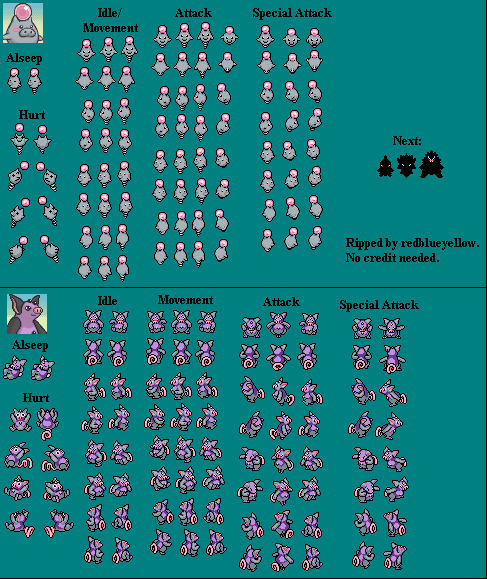 Idle/
Movement
Attack
Special Attack
Alseep
Hurt
Next:
Ripped by redblueyellow.
No credit needed.
Idle
Movement
Attack
Special Attack
Alseep
Hurt